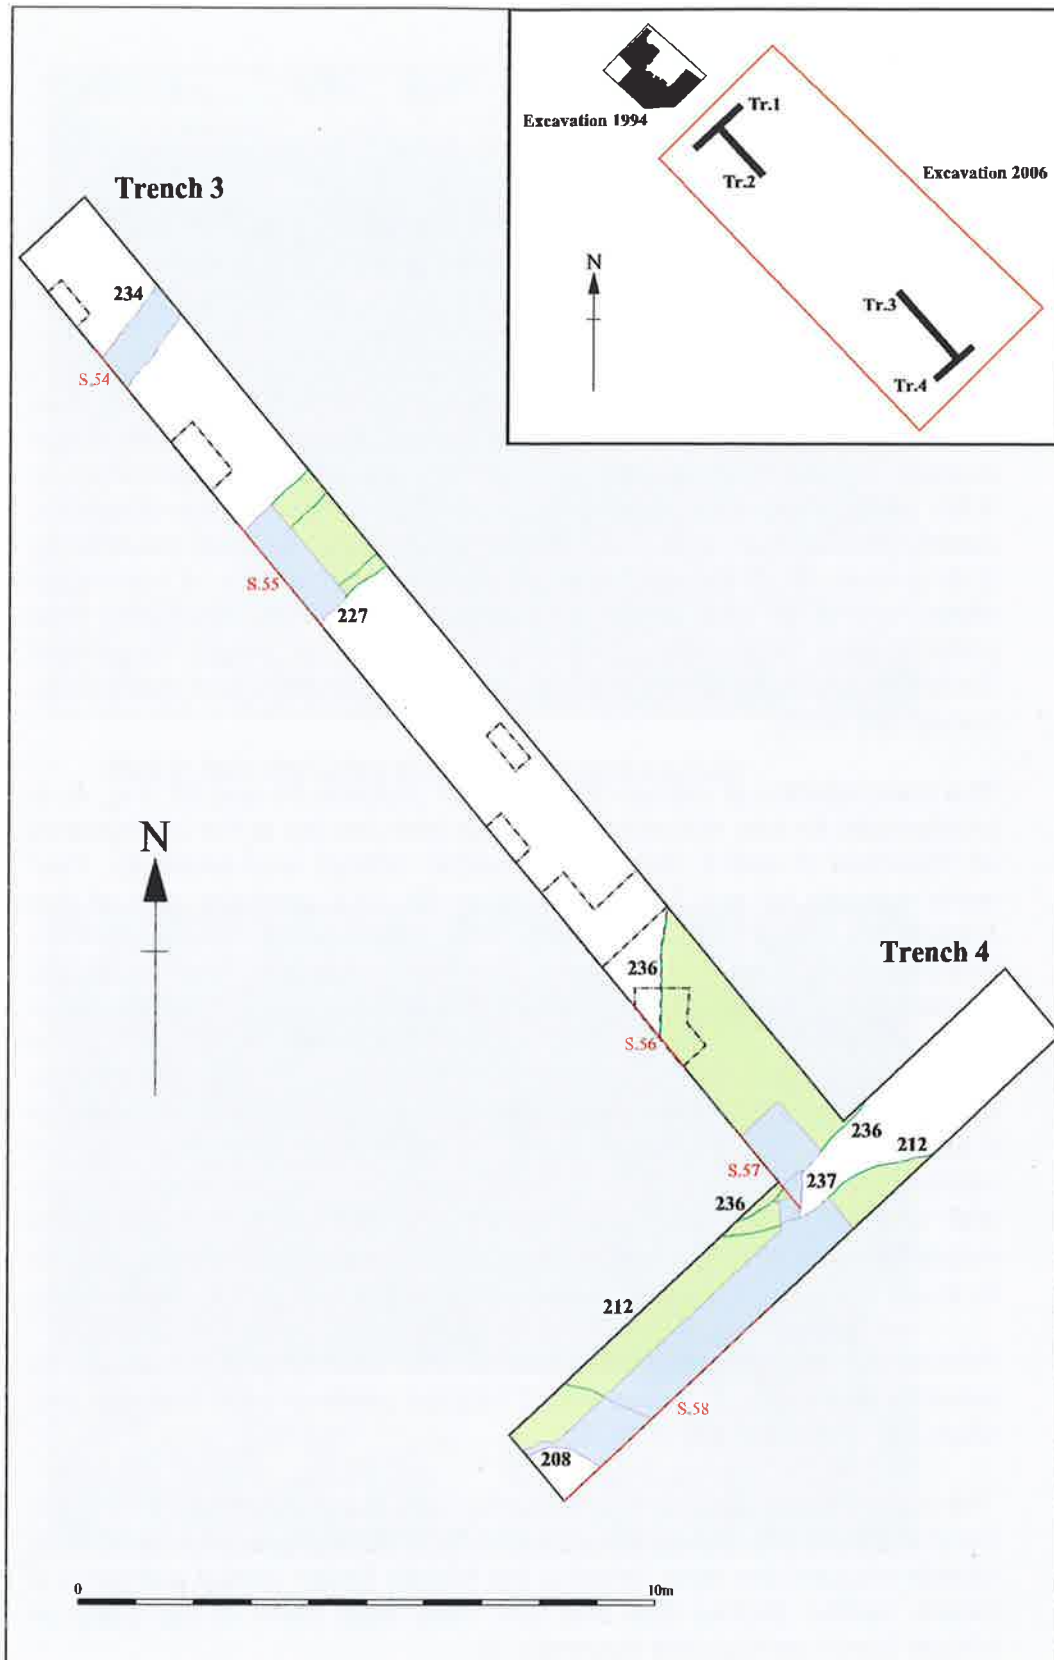 Tr.1
Excavation 1994
Tr.2
Excavation 2006
N
Tr.3
Tr.4
Trench 3
234
S.54
S.55
227
N
236
Trench 4
S.56
236
212
S.57
237
236
212
S.58
208
0 10m